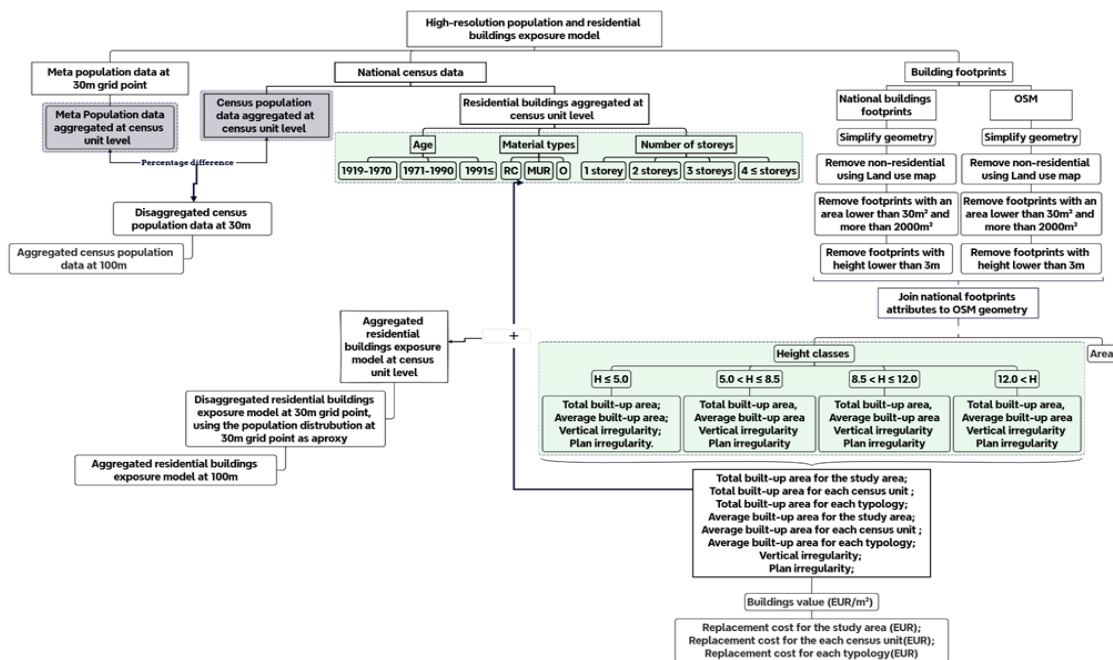 High-resolution population and residential
buildings exposure model
Meta population data at
30m grid point
National census data
Building footprints
Meta Population data
aggregated at census
unit level
Census population
data aggregated at
census unit level
Residential buildings aggregated at
census unit level
National buildings
footprints
OSM
Percentage difference
Age
Material types
Number of storeys
Simplify geometry
Simplify geometry
1919-1970
1971-1990
1991≤
RC
MUR
O
1 storey
2 storeys
3 storeys
4 ≤ storeys
Remove non-residential
using Land use map
Remove non-residential
using Land use map
Disaggregated census
population data at 30m
Remove footprints with an
area lower than 30m² and
more than 2000m²
Remove footprints with an
area lower than 30m² and
more than 2000m²
Aggregated census population
data at 100m
Remove footprints with
height lower than 3m
Remove footprints with
height lower than 3m
Join national footprints
attributes to OSM geometry
Aggregated
residential
buildings exposure
model at census
unit level
+
Height classes
Area
H ≤ 5.0
5.0 < H ≤ 8.5
8.5 < H ≤ 12.0
12.0 < H
Disaggregated residential buildings
exposure model at 30m grid point,
using the population distrubution at
30m grid point as aproxy
Total built-up area;
Average built-up area;
Vertical irregularity;
Plan irregularity.
Total built-up area,
Average built-up area
Vertical irregularity
Plan irregularity
Total built-up area,
Average built-up area
Vertical irregularity
Plan irregularity
Total built-up area,
Average built-up area
Vertical irregularity
Plan irregularity
Aggregated residential buildings
exposure model at 100m
Total built-up area for the study area;
Total built-up area for each census unit ;
Total built-up area for each typology;
Average built-up area for the study area;
Average built-up area for each census unit ;
Average built-up area for each typology;
Vertical irregularity;
Plan irregularity;
Buildings value (EUR/m²)
Replacement cost for the study area (EUR);
Replacement cost for the each census unit(EUR);
Replacement cost for each typology(EUR)